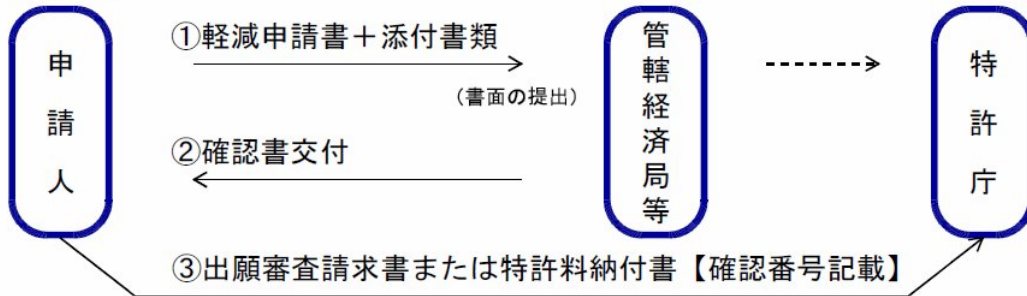 申請人
①軽減申請書＋添付書類
（書面の提出）
②確認書交付
管轄経済局等
特許庁
③出願審査請求書または特許料納付書【確認番号記載】